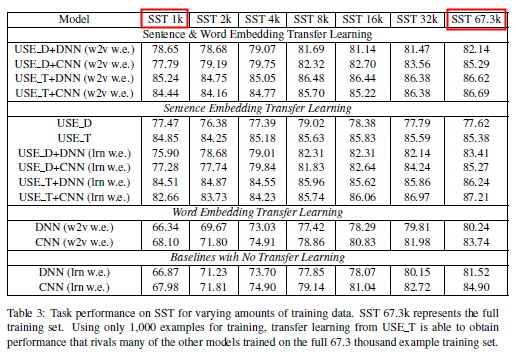 Model SST 1k SST 2k SST 4k SST 8k SST 16k SST 32k SST 67.3k
Sentence & Word Embedding Transfer Learning
USE_D+DNN (w2v w.e.) 78.65 78.68 79.07 81.69 81.14 81.47 82.14
USE_D+CNN (w2v w.e.) 77.79 79.19 79.75 82.32 82.70 83.56 85.29
USE_T+DNN (w2v w.e.) 85.24 84.75 85.05 86.48 86.44 86.38 86.62
USE_T+CNN (w2v w.e.) 84.44 84.16 84.77 85.70 85.22 86.38 86.69
Sentence Embedding Transfer Learning
USE_D 77.47 76.38 77.39 79.02 78.38 77.79 77.62
USE_T 84.85 84.25 85.18 85.63 85.83 85.59 85.38
USE_D+DNN (lrn w.e.) 75.90 78.68 79.01 82.31 82.31 82.14 83.41
USE_D+CNN (lrn w.e.) 77.28 77.74 79.84 81.83 82.64 84.24 85.27
USE_T+DNN (lrn w.e.) 84.51 84.87 84.55 85.96 85.62 85.86 86.24
USE_T+CNN (lrn w.e.) 82.66 83.73 84.23 85.74 86.06 86.97 87.21
Word Embedding Transfer Learning
DNN (w2v w.e.) 66.34 69.67 73.03 77.42 78.29 79.81 80.24
CNN (w2v w.e.) 68.10 71.80 74.91 78.86 80.83 81.98 83.74
Baselines with No Transfer Learning
DNN (lrn w.e.) 66.87 71.23 73.70 77.85 78.07 80.15 81.52
CNN (lrn w.e.) 67.98 71.81 74.90 79.14 81.04 82.72 84.90
Table 3: Task performance on SST for varying amounts of training data. SST 67.3k represents the full
training set. Using only 1,000 examples for training, transfer learning from USE_T is able to obtain
performance that rivals many of the other models trained on the full 67.3 thousand example training set.